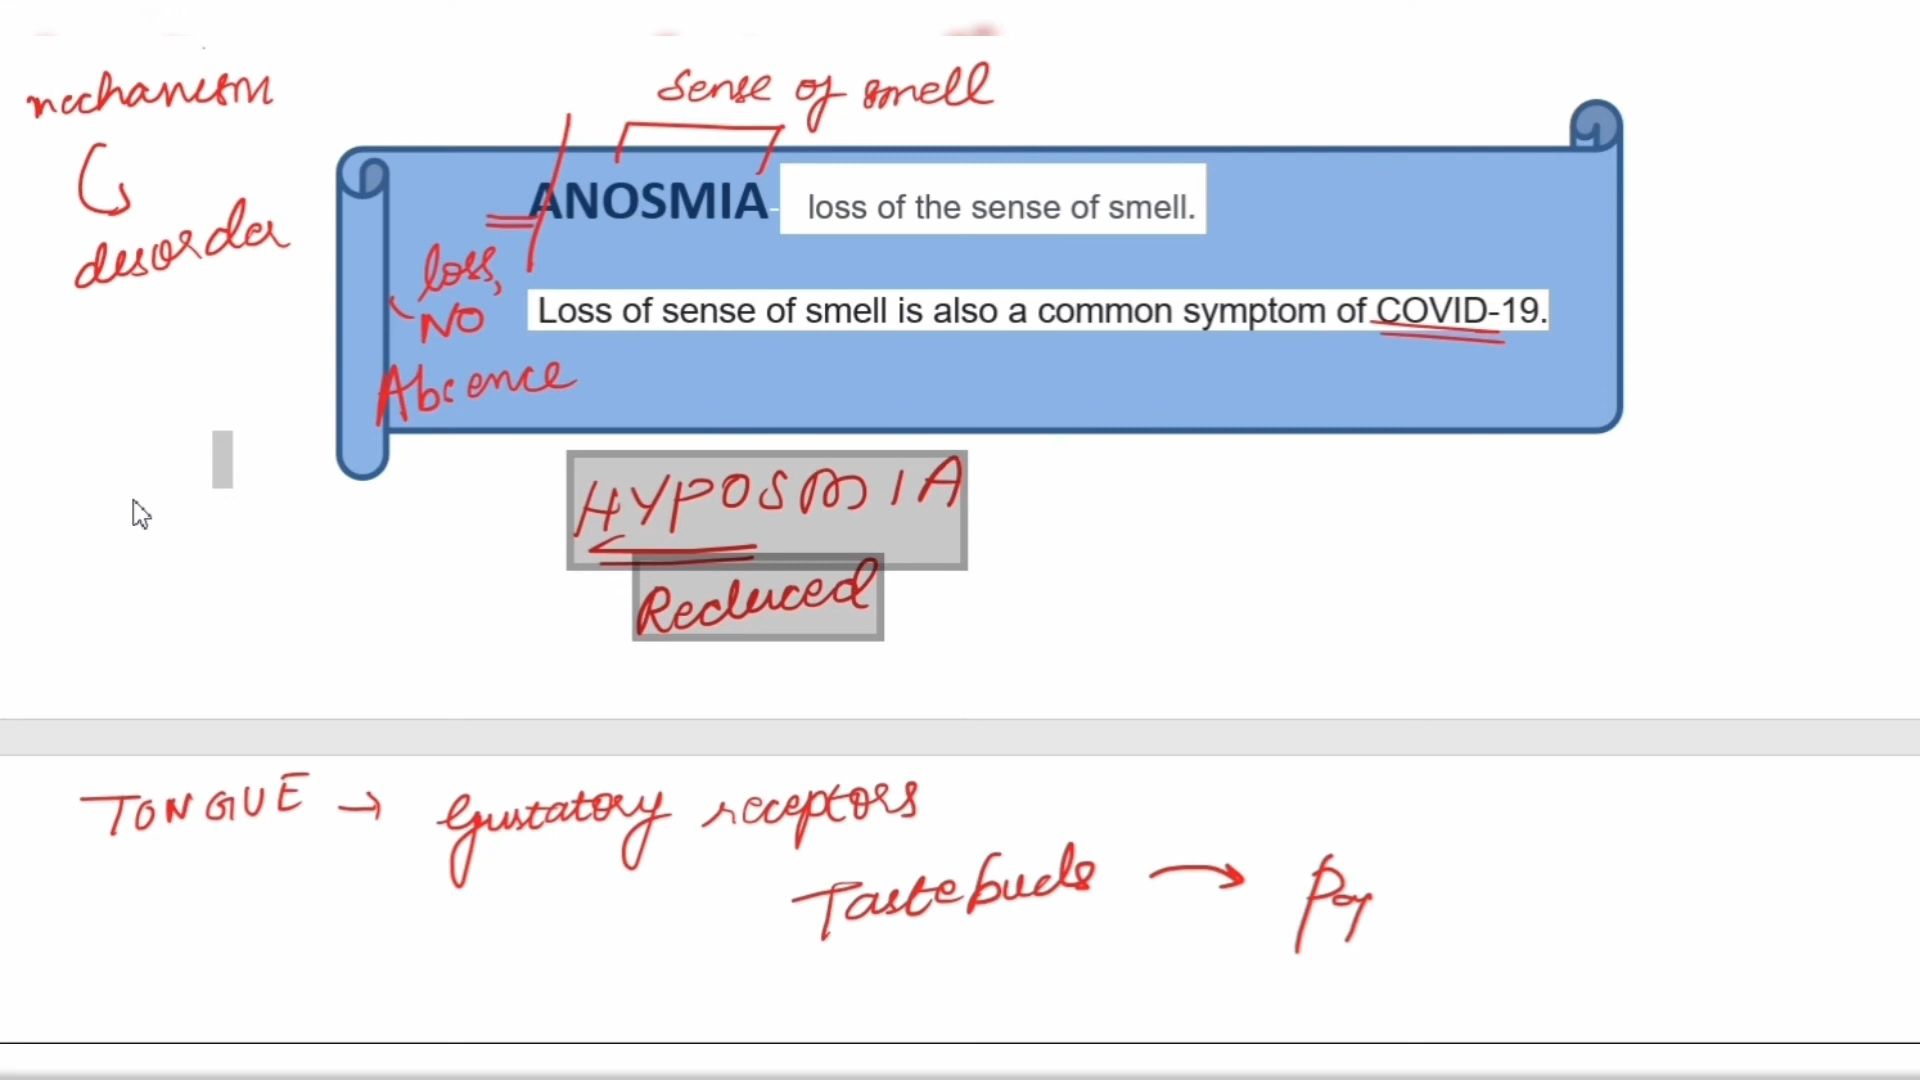 mechanism
Sense of smell
ANOSMIA- loss of the sense of smell.
disorder
loss,
NO
Loss of sense of smell is also a common symptom of COVID-19.
Abcence
HYPOSMIA
Reduced
TONGUE → Gustatory receptors
Tastebuds →